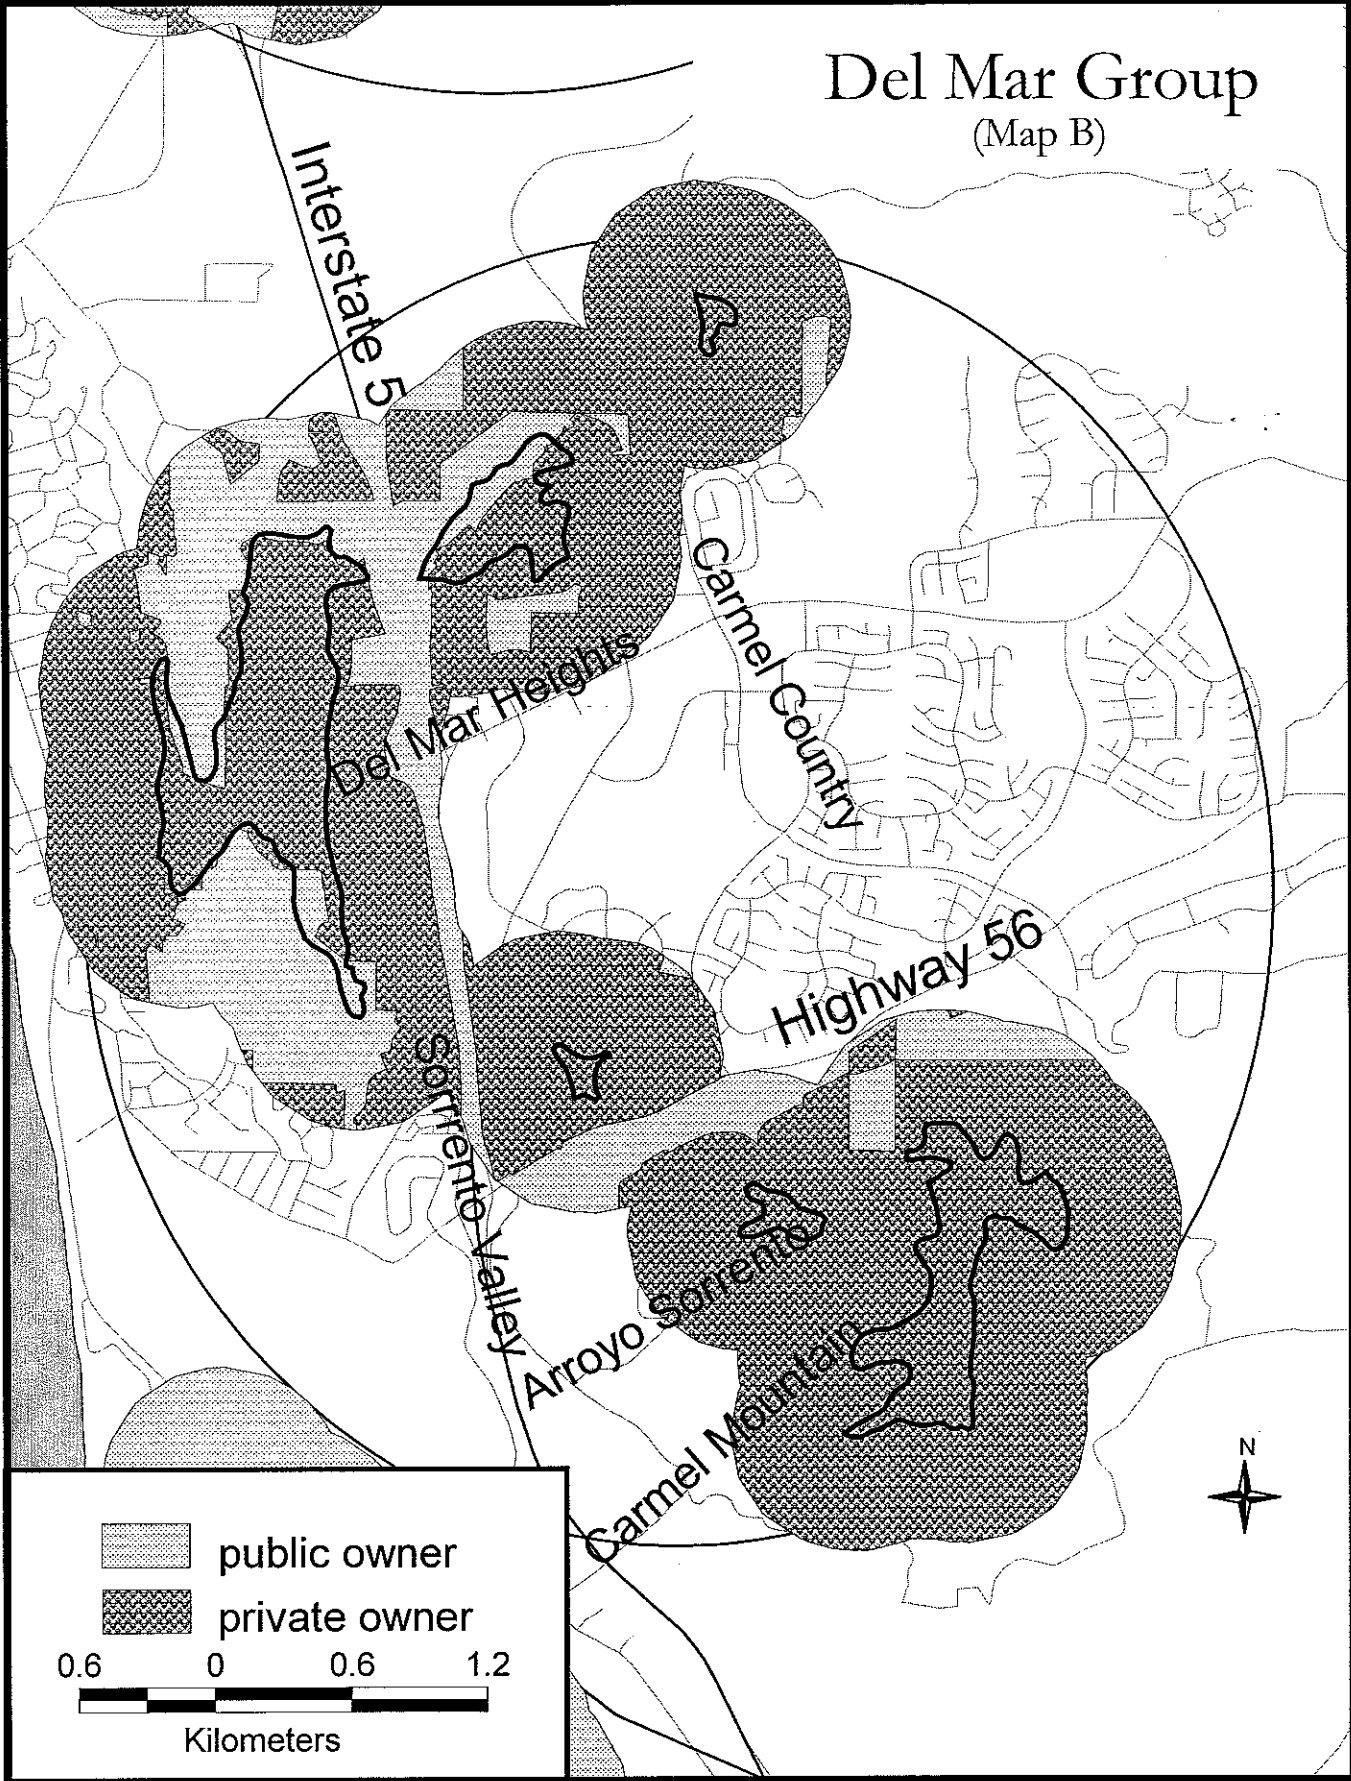 Del Mar Group
(Map B)
Interstate 5
Carmel Country
Del Mar Heights
Highway 56
Sorrento Valley
Arroyo Sorrento
Carmel Mountain
N
public owner
private owner
0.6 0 0.6 1.2
Kilometers